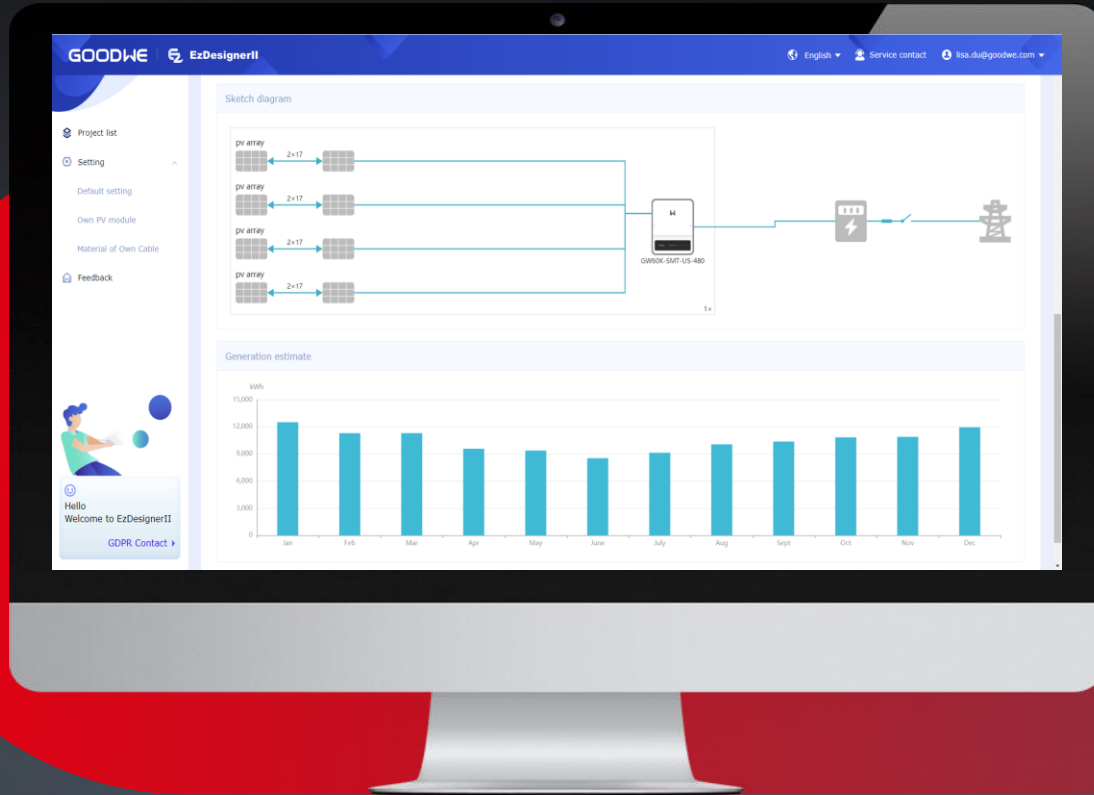 GOODWE
EzDesignerII
English
Service contact
lisa.du@goodwe.com
Project list
Setting
Default setting
Own PV module
Material of Own Cable
Feedback
Hello
Welcome to EzDesignerII
GDPR Contact
Sketch diagram
pv array
2×17
pv array
2×17
pv array
2×17
pv array
2×17
GW60K-SMT-US-480
1×
Generation estimate
kWh
15,000
12,000
9,000
6,000
3,000
0
Jan
Feb
Mar
Apr
May
June
July
Aug
Sept
Oct
Nov
Dec